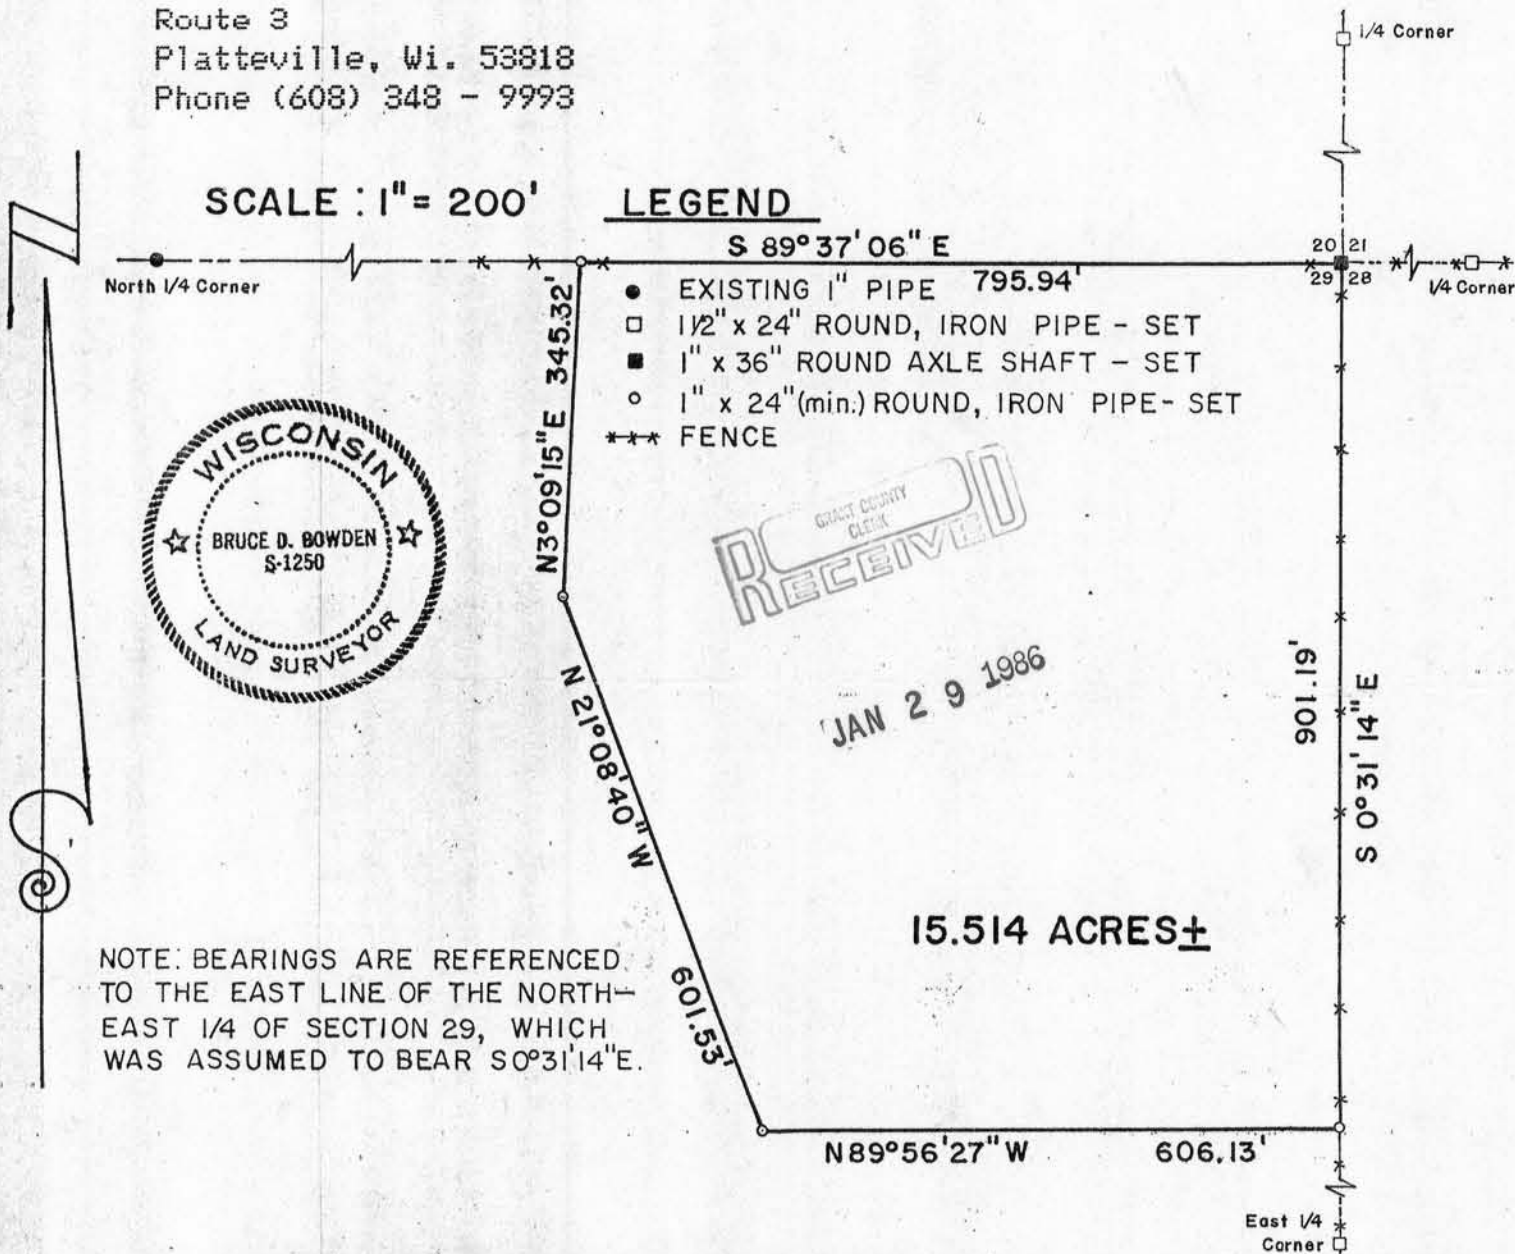 Route 3
Platteville, Wi. 53818
Phone (608) 348 - 9993
1/4 Corner
SCALE : 1" = 200'
LEGEND
S 89° 37' 06" E
795.94'
20 21
29 28
North 1/4 Corner
1/4 Corner
EXISTING 1" PIPE
1 1/2" x 24" ROUND, IRON PIPE - SET
1" x 36" ROUND AXLE SHAFT - SET
1" x 24" (min.) ROUND, IRON PIPE - SET
FENCE
N3°09'15"E 345.32'
WISCONSIN
BRUCE D. BOWDEN
S-1250
LAND SURVEYOR
GRANT COUNTY
CLERK
RECEIVED
JAN 29 1986
N 21°08'40" W
601.53'
901.19'
S 0°31'14" E
15.514 ACRES±
NOTE: BEARINGS ARE REFERENCED
TO THE EAST LINE OF THE NORTH-
EAST 1/4 OF SECTION 29, WHICH
WAS ASSUMED TO BEAR S0°31'14"E.
N89°56'27" W
606.13'
East 1/4
Corner